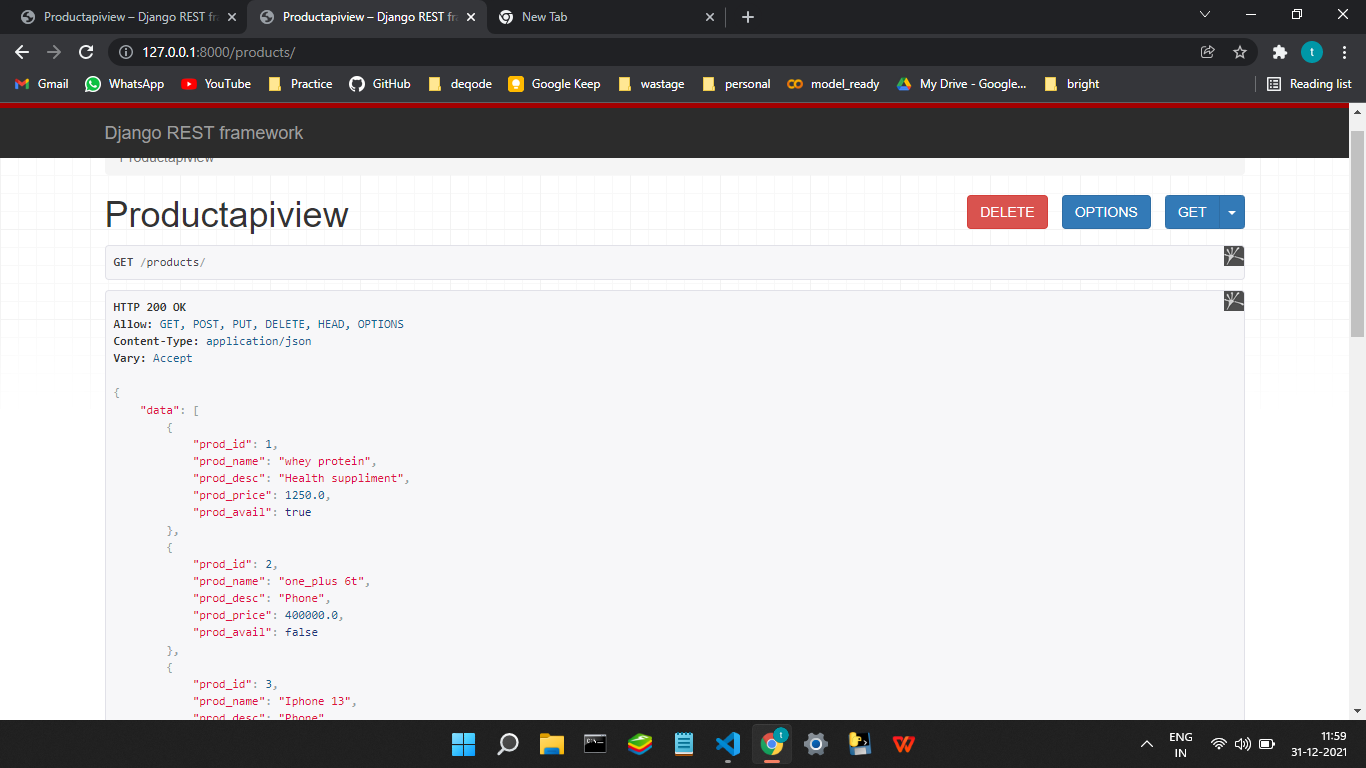 Productapiview – Django REST fr
Productapiview – Django REST fr
New Tab
127.0.0.1:8000/products/
t
Gmail
WhatsApp
YouTube
Practice
GitHub
deqode
Google Keep
wastage
personal
model_ready
My Drive - Google...
bright
Reading list
Django REST framework
Productapiview
Productapiview
DELETE
OPTIONS
GET
GET /products/
HTTP 200 OK
Allow: GET, POST, PUT, DELETE, HEAD, OPTIONS
Content-Type: application/json
Vary: Accept
{
"data": [
{
"prod_id": 1,
"prod_name": "whey protein",
"prod_desc": "Health suppliment",
"prod_price": 1250.0,
"prod_avail": true
},
{
"prod_id": 2,
"prod_name": "one_plus 6t",
"prod_desc": "Phone",
"prod_price": 400000.0,
"prod_avail": false
},
{
"prod_id": 3,
"prod_name": "Iphone 13",
"prod_desc": "Phone"
t
ENG
IN
11:59
31-12-2021